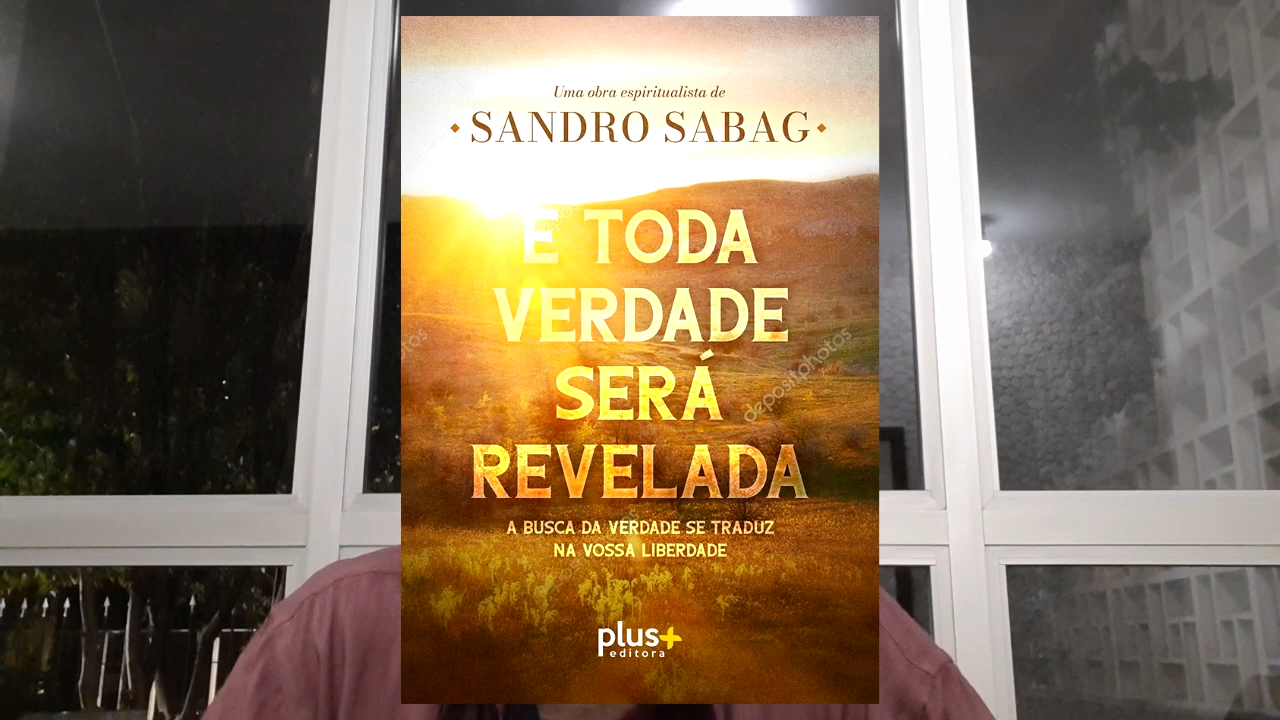 Uma obra espiritualista de
SANDRO SABAG
E TODA
VERDADE
SERÁ
REVELADA
A BUSCA DA VERDADE SE TRADUZ
NA VOSSA LIBERDADE
depositphotos
plus+
editora